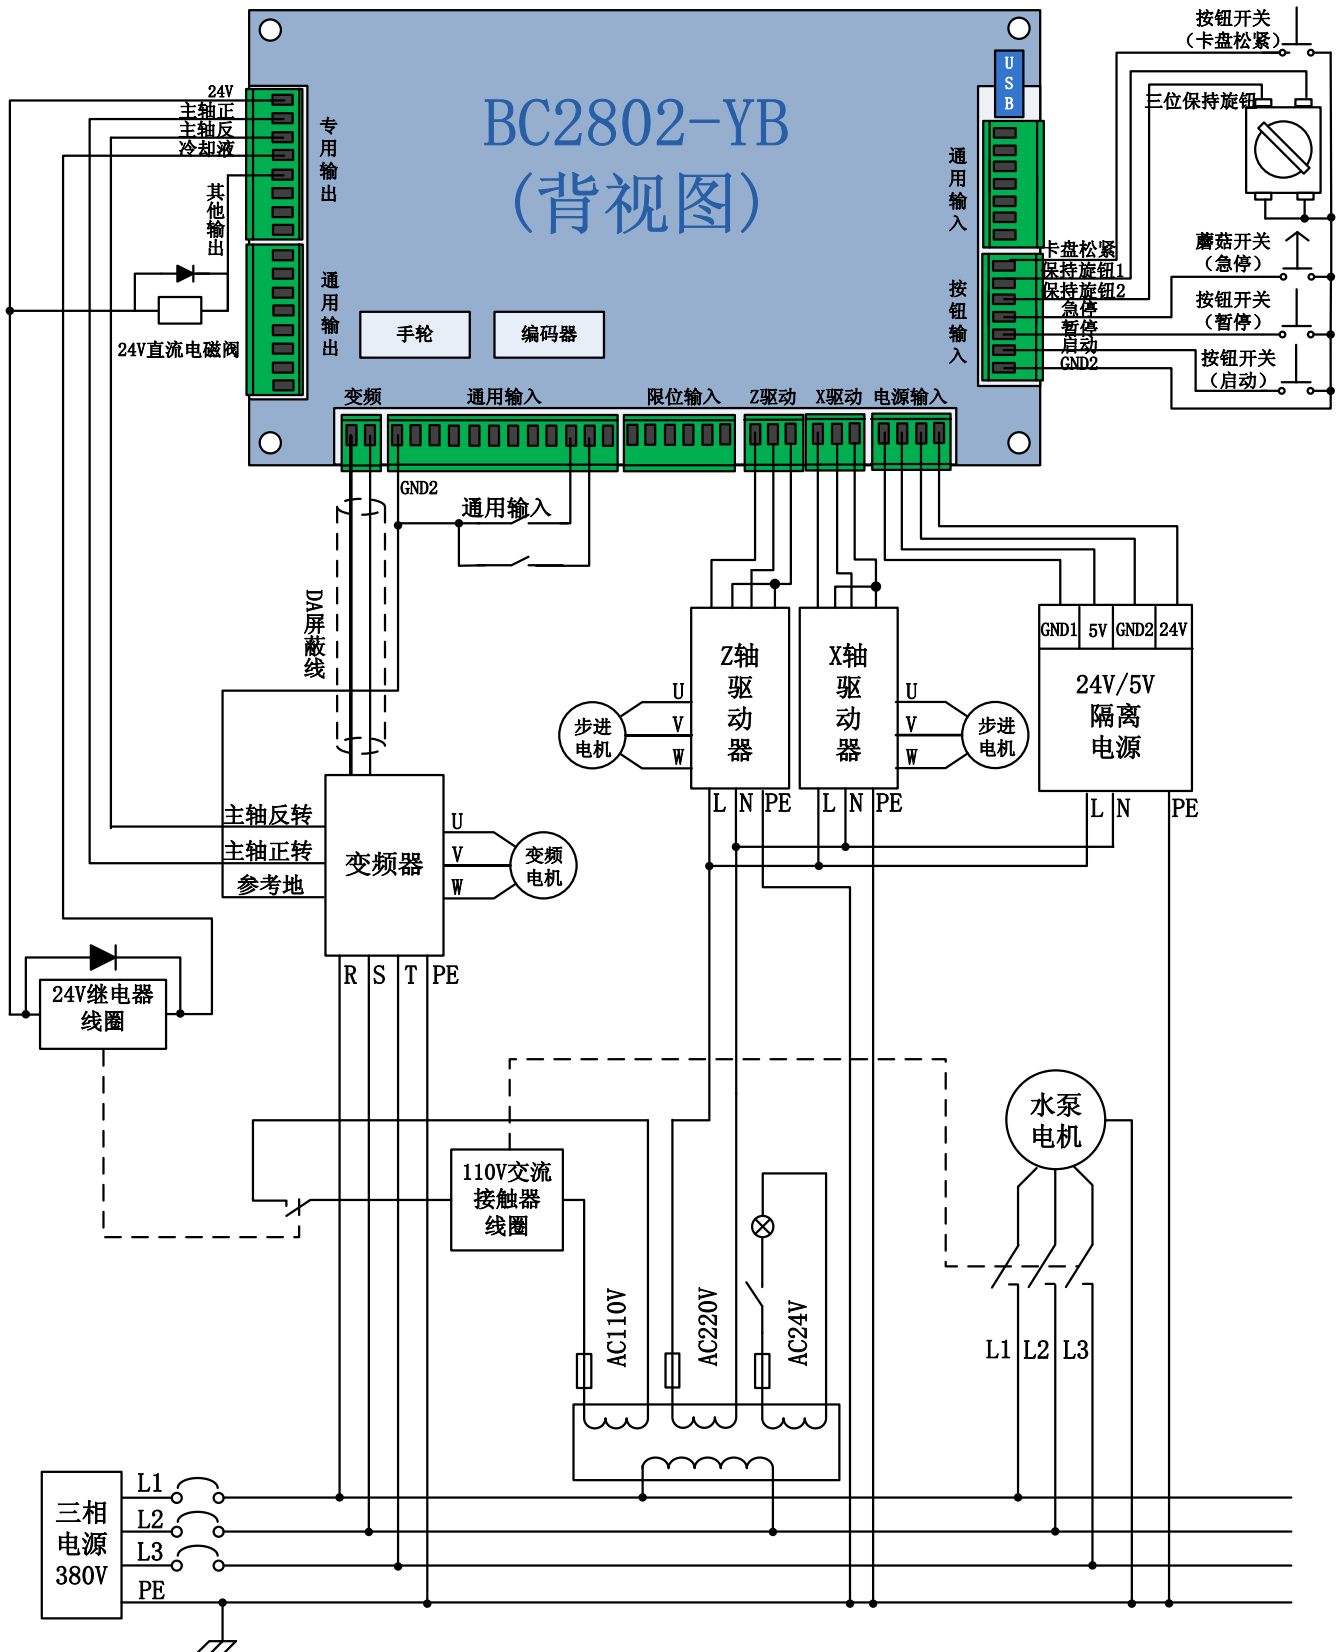 BC2802-YB
(背视图)
USB
24V
主轴正
主轴反
冷却液
其他输出
专用输出
通用输出
24V直流电磁阀
手轮
编码器
变频
通用输入
限位输入
Z驱动
X驱动
电源输入
通用输入
按钮输入
卡盘松紧
保持旋钮1
保持旋钮2
急停
暂停
启动
GND2
按钮开关
（卡盘松紧）
三位保持旋钮
蘑菇开关
（急停）
按钮开关
（暂停）
按钮开关
（启动）
GND2
通用输入
DA屏蔽线
Z轴驱动器
X轴驱动器
GND1
5V
GND2
24V
24V/5V
隔离
电源
步进
电机
U
V
W
U
V
W
步进
电机
L
N
PE
L
N
PE
L
N
PE
主轴反转
主轴正转
参考地
变频器
U
V
W
变频
电机
R
S
T
PE
24V继电器
线圈
110V交流
接触器
线圈
水泵
电机
AC110V
AC220V
AC24V
L1
L2
L3
三相
电源
380V
L1
L2
L3
PE